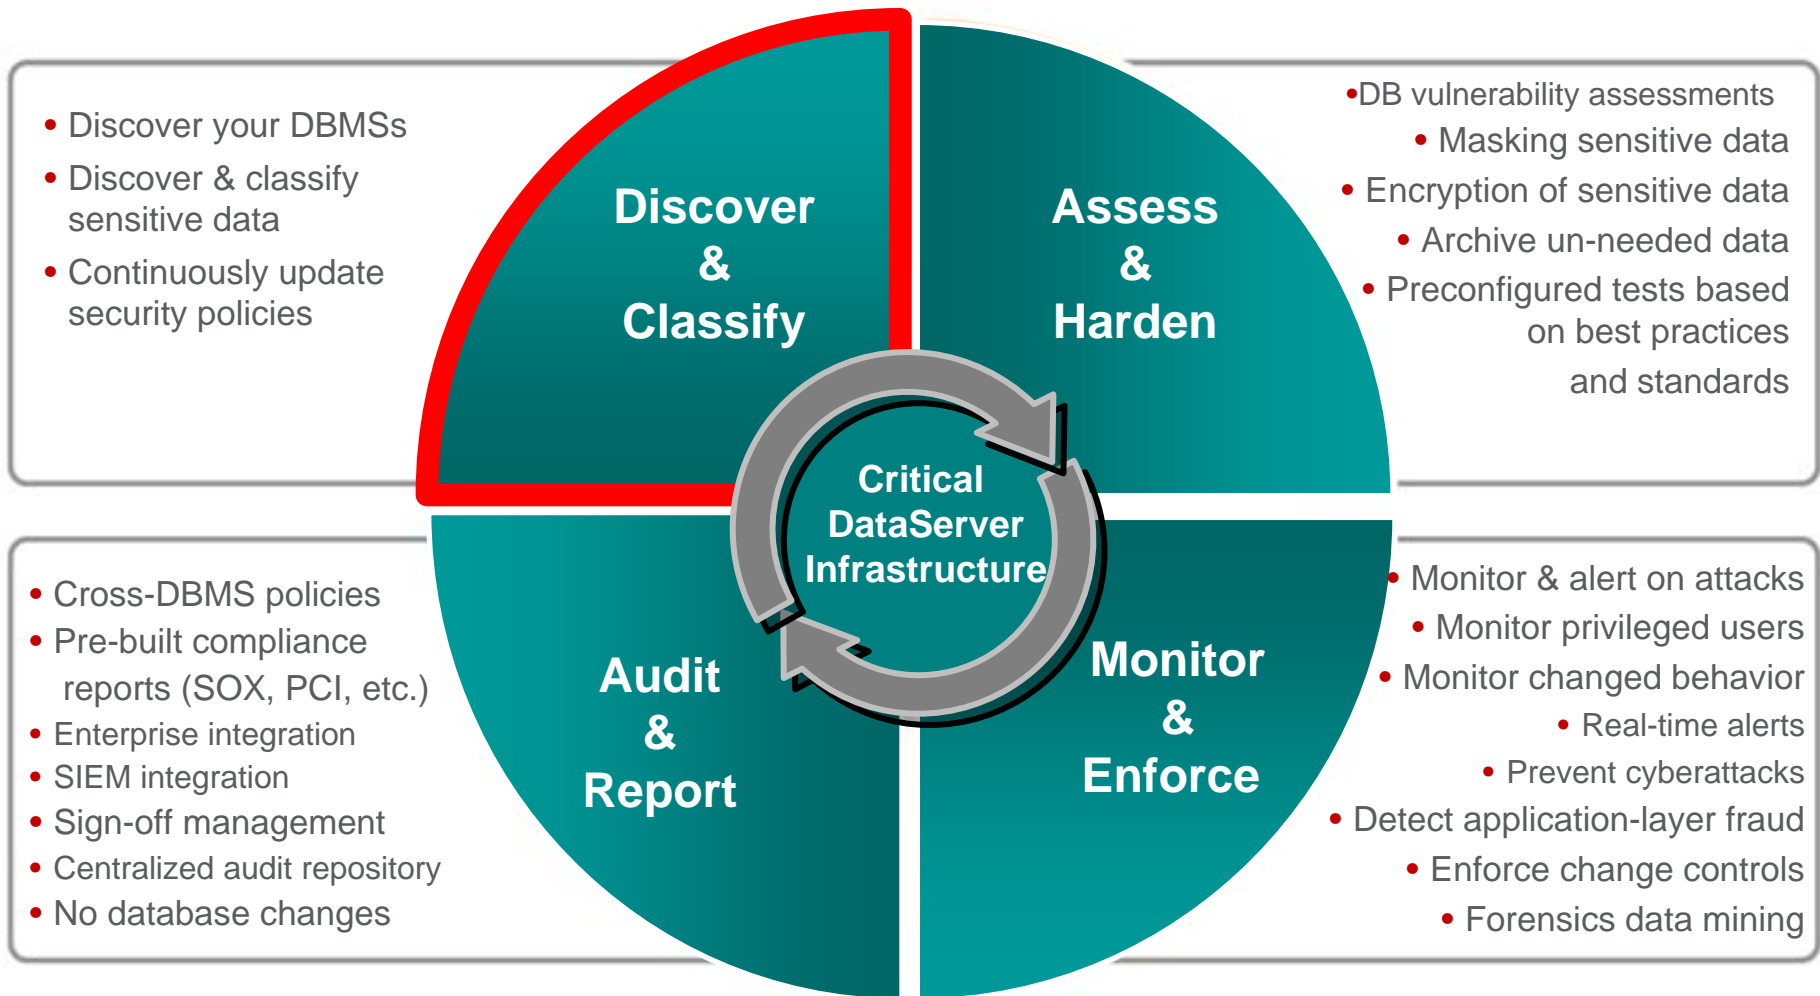 • Discover your DBMSs
• Discover & classify
sensitive data
• Continuously update
security policies
Discover
&
Classify
Assess
&
Harden
•DB vulnerability assessments
• Masking sensitive data
• Encryption of sensitive data
• Archive un-needed data
• Preconfigured tests based
on best practices
and standards
Critical
DataServer
Infrastructure
• Cross-DBMS policies
• Pre-built compliance
reports (SOX, PCI, etc.)
• Enterprise integration
• SIEM integration
• Sign-off management
• Centralized audit repository
• No database changes
Audit
&
Report
Monitor
&
Enforce
• Monitor & alert on attacks
• Monitor privileged users
• Monitor changed behavior
• Real-time alerts
• Prevent cyberattacks
• Detect application-layer fraud
• Enforce change controls
• Forensics data mining